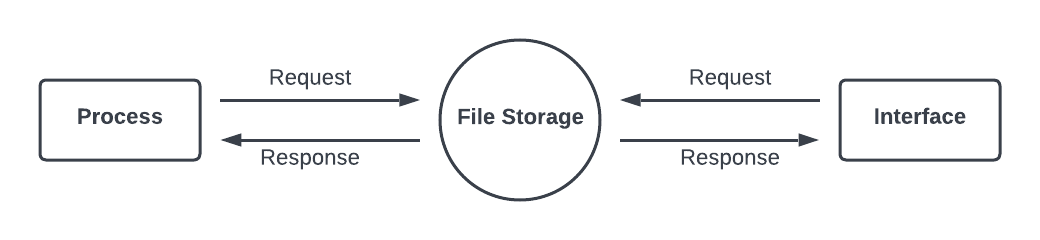 Request
Request
Process
File Storage
Interface
Response
Response